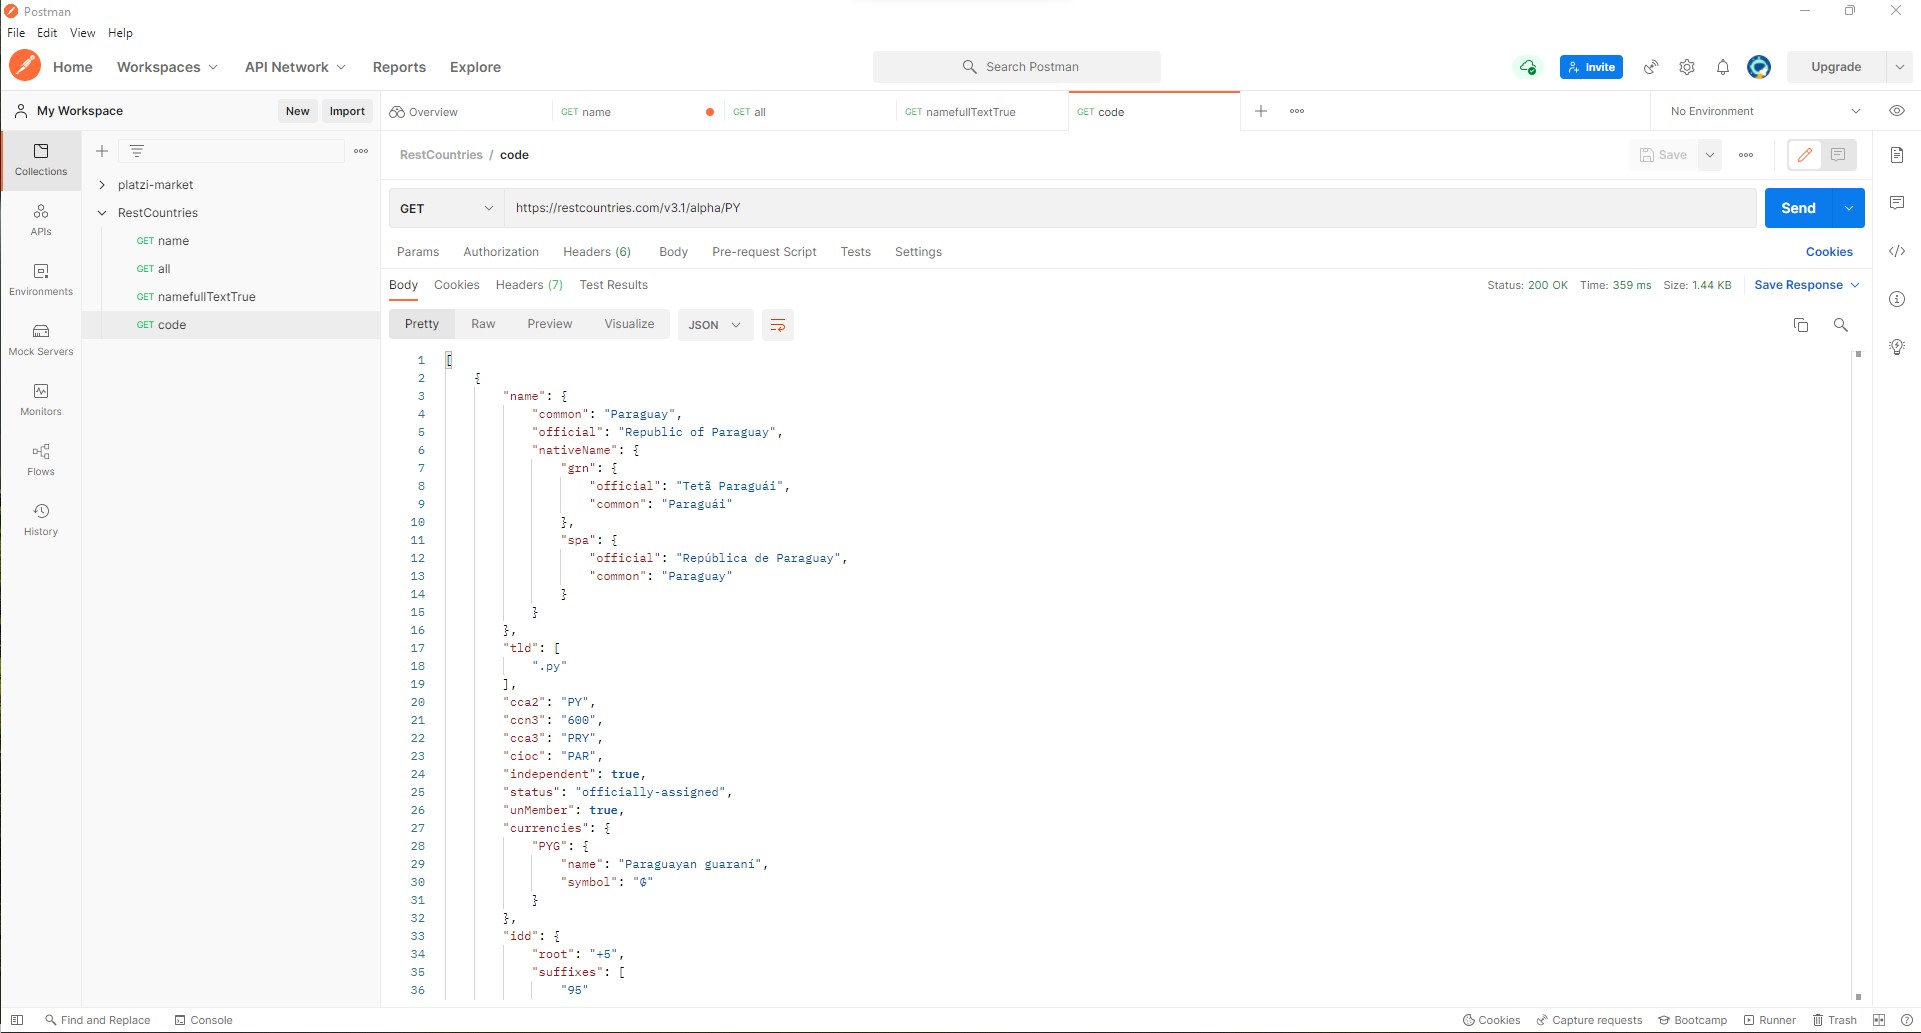 Postman
File Edit View Help
Home Workspaces API Network Reports Explore
Search Postman
Invite
Upgrade
My Workspace
New Import
Overview
GET name
GET all
GET namefullTextTrue
GET code
No Environment
Collections
APIs
Environments
Mock Servers
Monitors
Flows
History
platzi-market
RestCountries
GET name
GET all
GET namefullTextTrue
GET code
RestCountries / code
Save
GET
https://restcountries.com/v3.1/alpha/PY
Send
Params Authorization Headers (6) Body Pre-request Script Tests Settings
Cookies
Body Cookies Headers (7) Test Results
Status: 200 OK Time: 359 ms Size: 1.44 KB Save Response
Pretty Raw Preview Visualize JSON
1 [
2 {
3 "name": {
4 "common": "Paraguay",
5 "official": "Republic of Paraguay",
6 "nativeName": {
7 "grn": {
8 "official": "Tetã Paraguái",
9 "common": "Paraguái"
10 },
11 "spa": {
12 "official": "República de Paraguay",
13 "common": "Paraguay"
14 }
15 }
16 },
17 "tld": [
18 ".py"
19 ],
20 "cca2": "PY",
21 "ccn3": "600",
22 "cca3": "PRY",
23 "cioc": "PAR",
24 "independent": true,
25 "status": "officially-assigned",
26 "unMember": true,
27 "currencies": {
28 "PYG": {
29 "name": "Paraguayan guaraní",
30 "symbol": "₲"
31 }
32 },
33 "idd": {
34 "root": "+5",
35 "suffixes": [
36 "95"
Find and Replace Console
Cookies Capture requests Bootcamp Runner Trash